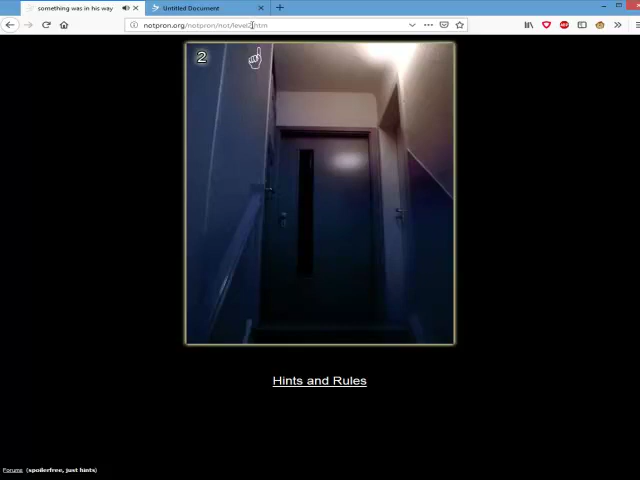 something was in his way
Untitled Document
notpron.org/notpron/not/level2.htm
2
Hints and Rules
Forums (spoilerfree, just hints)